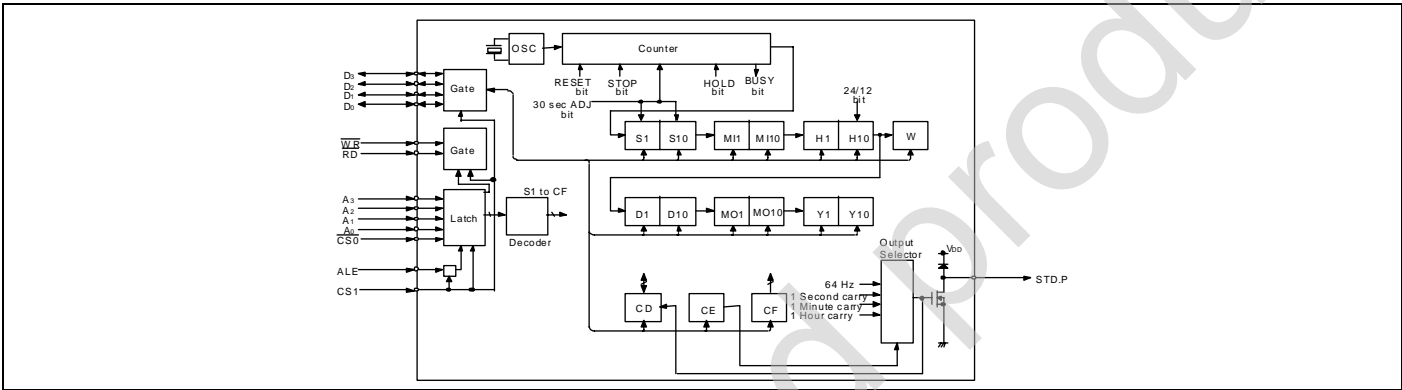 OSC
Counter
RESET
bit
STOP
bit
HOLD
bit
BUSY
bit
30 sec ADJ
bit
24/12
bit
D3
D2
D1
D0
Gate
WR
RD
Gate
A3
A2
A1
A0
CS0
Latch
S1 to CF
Decoder
ALE
CS1
S1
S10
MI1
MI10
H1
H10
W
D1
D10
MO1
MO10
Y1
Y10
CD
CE
CF
64 Hz
1 Second carry
1 Minute carry
1 Hour carry
Output
Selector
VDD
STD.P